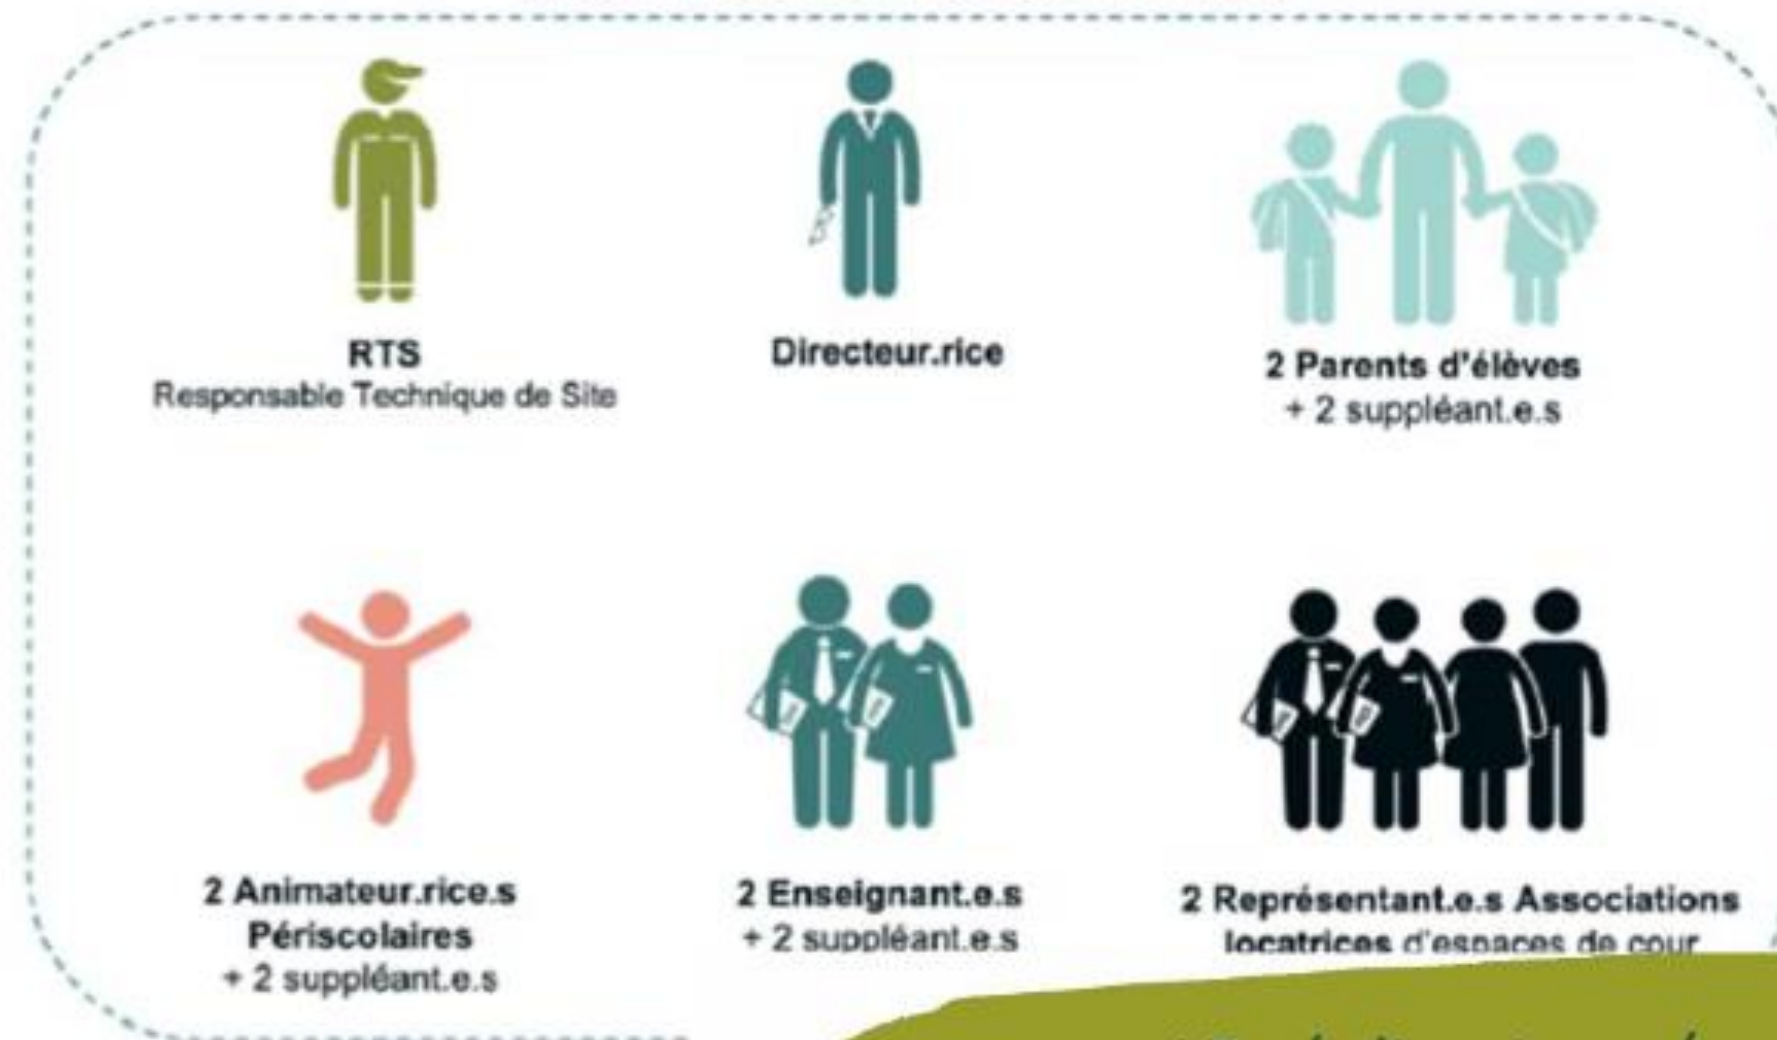 RTS
Responsable Technique de Site
Directeur.rice
2 Parents d'élèves
+ 2 suppléant.e.s
2 Animateur.rice.s
Périscolaires
+ 2 suppléant.e.s
2 Enseignant.e.s
+ 2 suppléant.e.s
2 Représentant.e.s Associations
locatrices d'espaces de cour